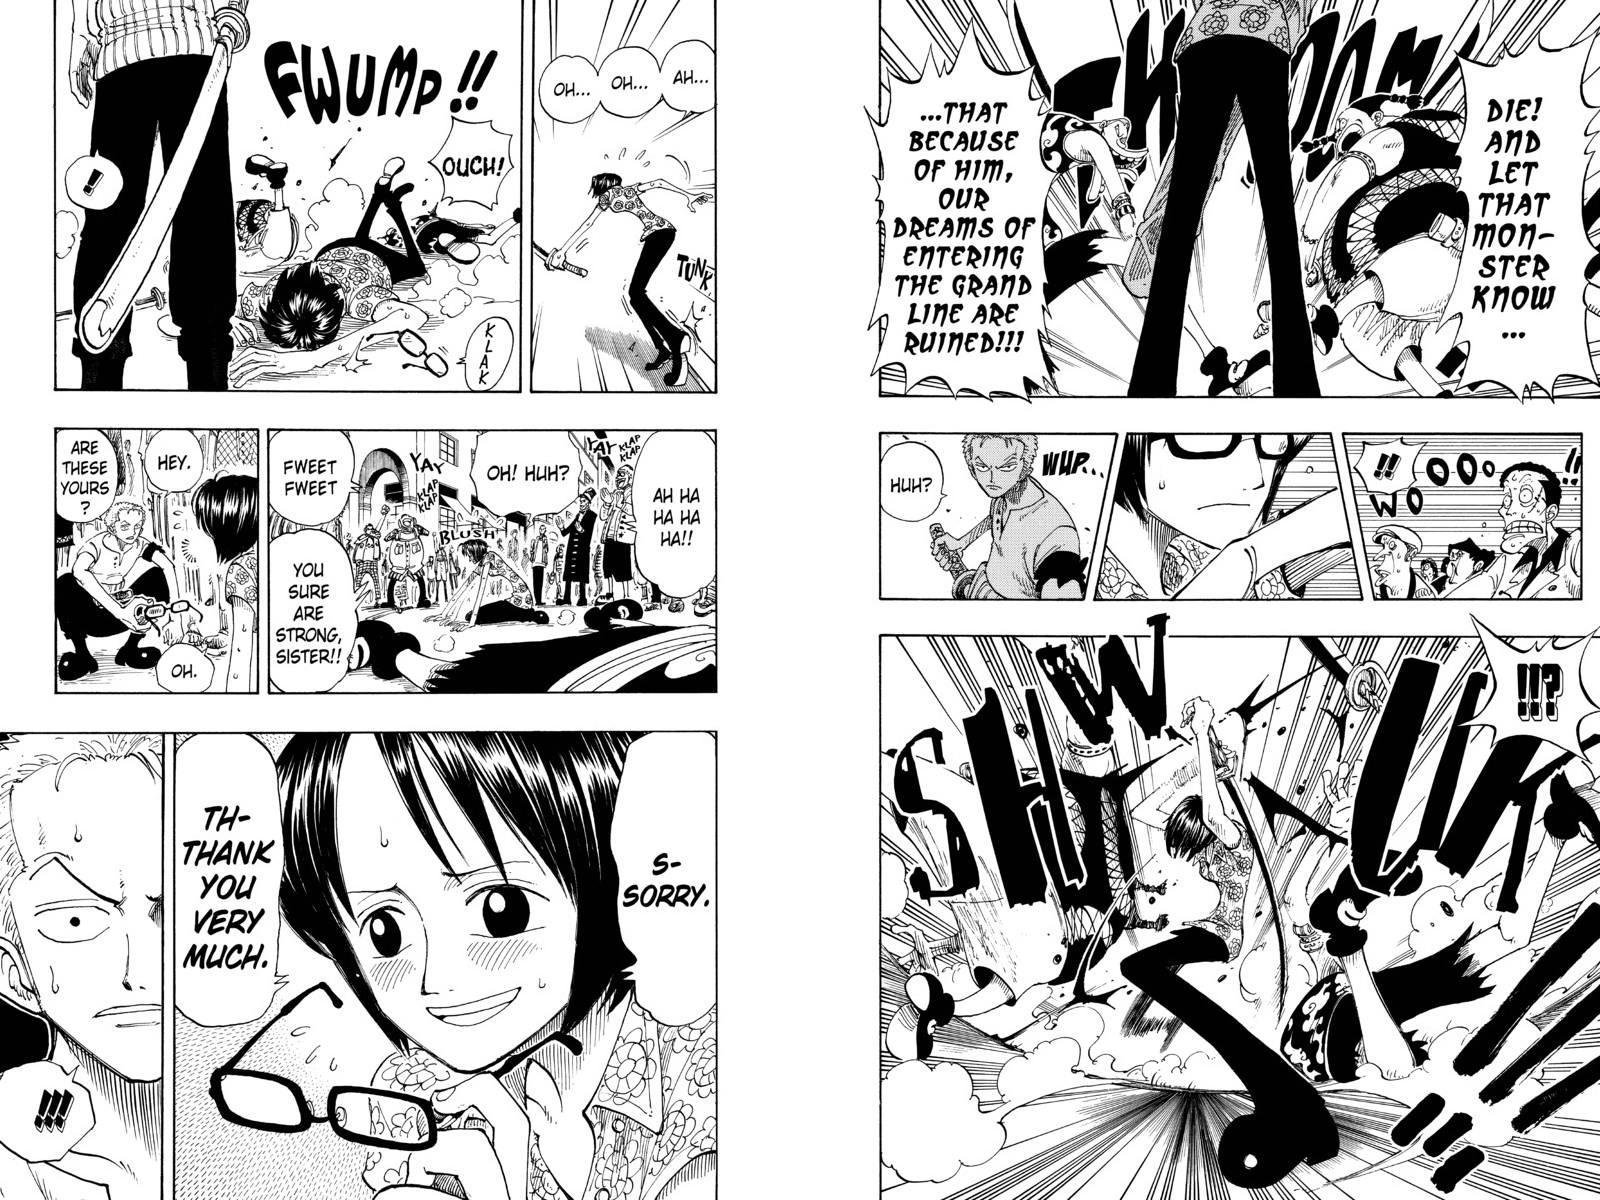 DIE!
AND
LET
THAT
MON-
STER
KNOW
...
...THAT
BECAUSE
OF HIM,
OUR
DREAMS OF
ENTERING
THE GRAND
LINE ARE
RUINED!!!
!!
WOOOO
!!
WUP...
HUH?
!!!?
SHWUK!!
AH...
OH...
OH...
TUNK
FWUMP!!
OUCH!
!
KLAK
AH HA
HA HA
HA!!
YAY
KLAP
KLAP
OH! HUH?
YAY
KLAP
KLAP
BLUSH
FWEET
FWEET
YOU
SURE
ARE
STRONG,
SISTER!!
HEY.
ARE
THESE
YOURS
?
OH.
S-
SORRY.
TH-
THANK
YOU
VERY
MUCH.
!!!